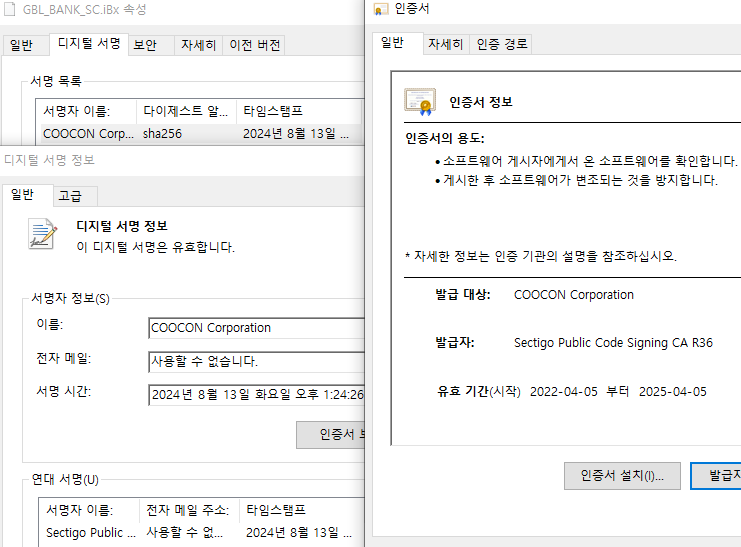 GBL_BANK_SC.iBx 속성
일반 디지털 서명 보안 자세히 이전 버전
서명 목록
서명자 이름: 다이제스트 알... 타임스탬프
COOCON Corp... sha256 2024년 8월 13일 ...
디지털 서명 정보
일반 고급
디지털 서명 정보
이 디지털 서명은 유효합니다.
서명자 정보(S)
이름: COOCON Corporation
전자 메일: 사용할 수 없습니다.
서명 시간: 2024년 8월 13일 화요일 오후 1:24:26
인증서 보
연대 서명(U)
서명자 이름: 전자 메일 주소: 타임스탬프
Sectigo Public ... 사용할 수 없... 2024년 8월 13일 ...
인증서
일반 자세히 인증 경로
인증서 정보
인증서의 용도:
• 소프트웨어 게시자에게서 온 소프트웨어를 확인합니다.
• 게시한 후 소프트웨어가 변조되는 것을 방지합니다.
* 자세한 정보는 인증 기관의 설명을 참조하십시오.
발급 대상: COOCON Corporation
발급자: Sectigo Public Code Signing CA R36
유효 기간(시작) 2022-04-05 부터 2025-04-05
인증서 설치(I)... 발급자